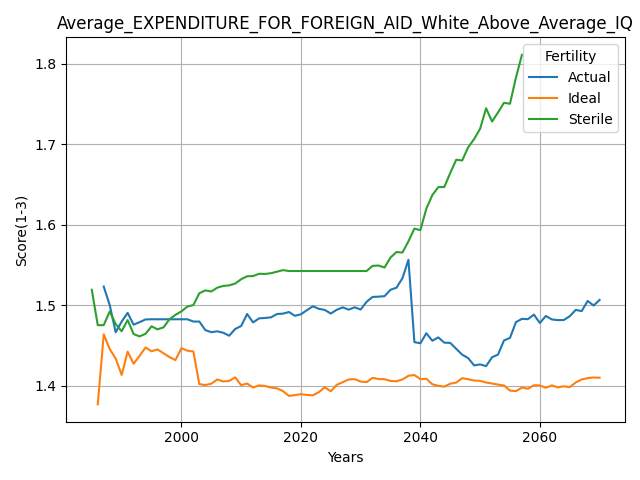 Average_EXPENDITURE_FOR_FOREIGN_AID_White_Above_Average_IQ
Fertility
Actual
Ideal
Sterile
Score(1-3)
1.8
1.7
1.6
1.5
1.4
2000
2020
2040
2060
Years